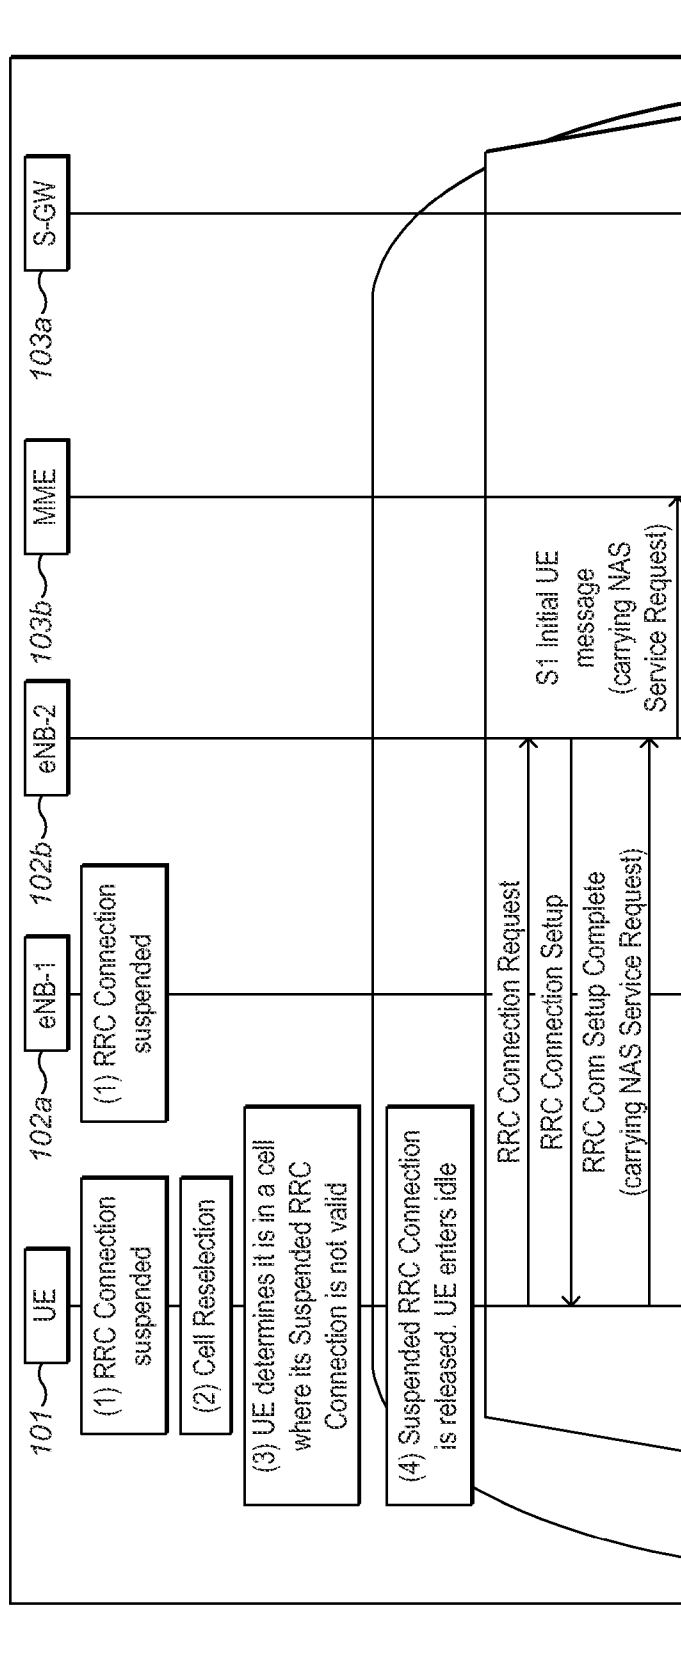 UE
eNB-1
eNB-2
MME
S-GW
101
102a
102b
103b
103a
(1) RRC Connection
suspended
(1) RRC Connection
suspended
(2) Cell Reselection
(3) UE determines it is in a cell
where its Suspended RRC
Connection is not valid
(4) Suspended RRC Connection
is released. UE enters idle
RRC Connection Request
RRC Connection Setup
RRC Conn Setup Complete
(carrying NAS Service Request)
S1 Initial UE
message
(carrying NAS
Service Request)